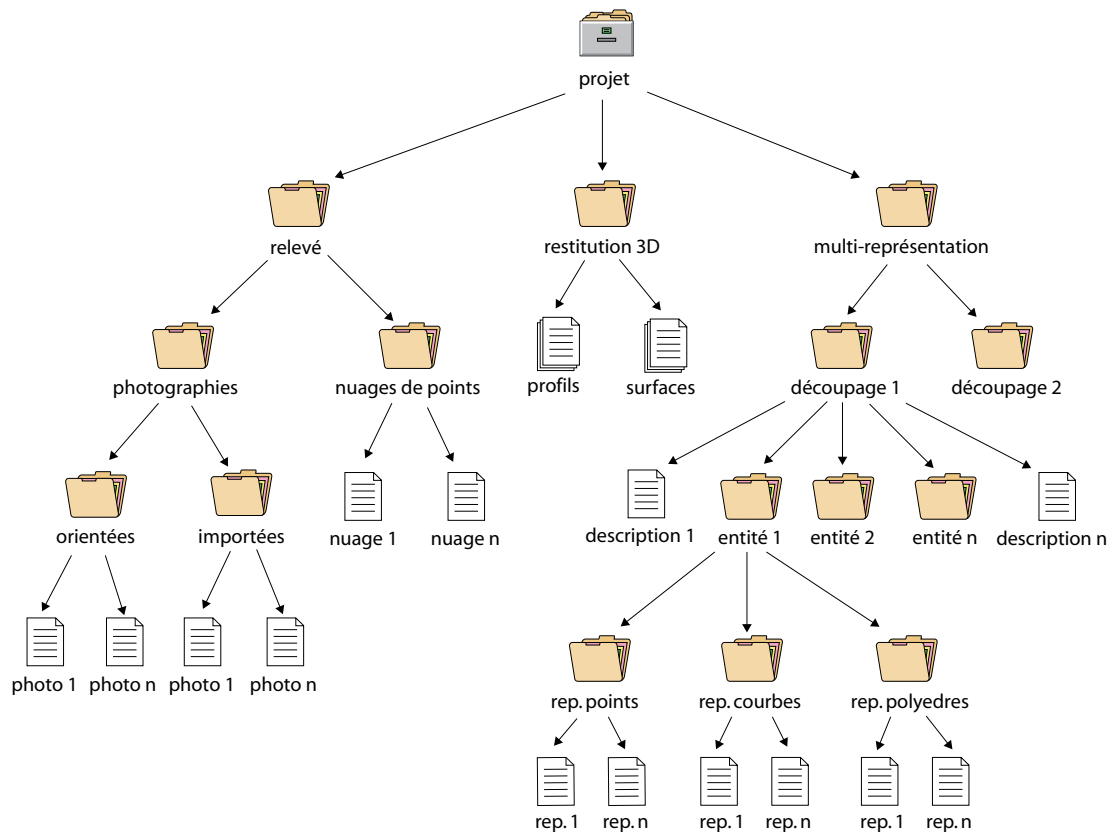 projet
relevé
restitution 3D
multi-représentation
photographies
nuages de points
profils
surfaces
découpage 1
découpage 2
orientées
importées
nuage 1
nuage n
description 1
entité 1
entité 2
entité n
description n
photo 1
photo n
photo 1
photo n
rep. points
rep. courbes
rep. polyedres
rep. 1
rep. n
rep. 1
rep. n
rep. 1
rep. n